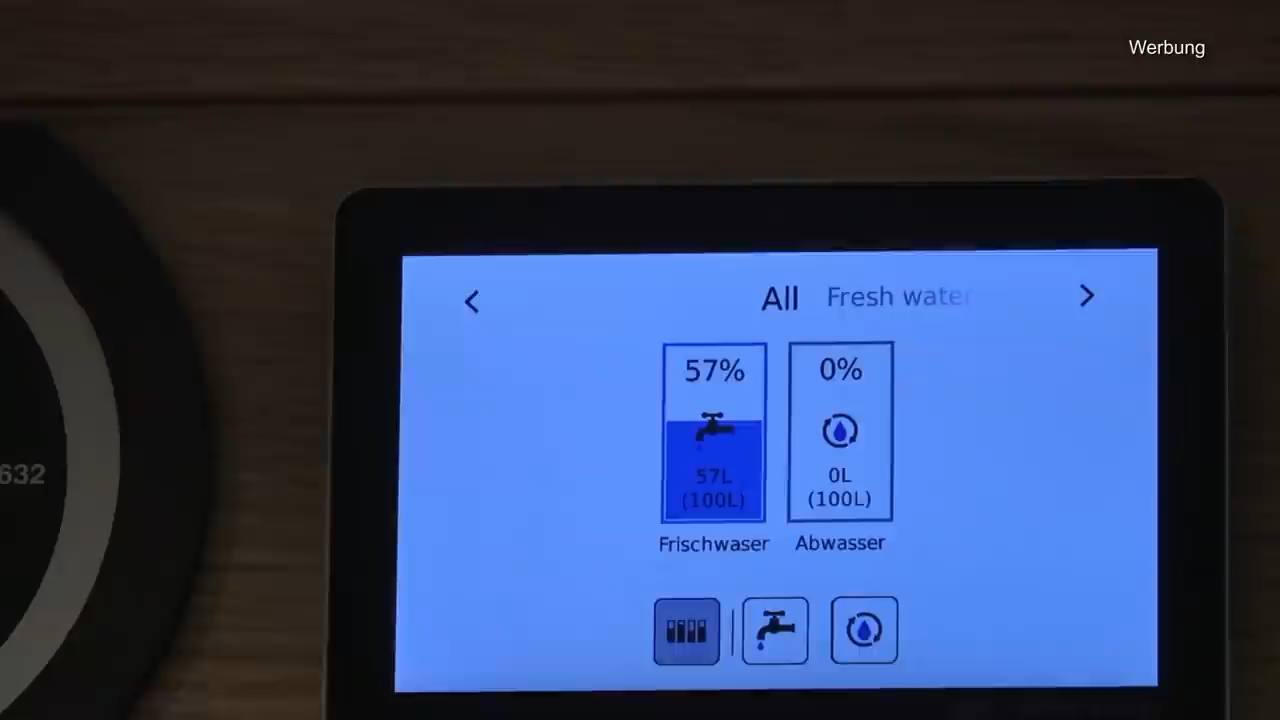 Werbung
All Fresh water
57% 0%
632
57L 0L
(100L) (100L)
Frischwaser Abwasser